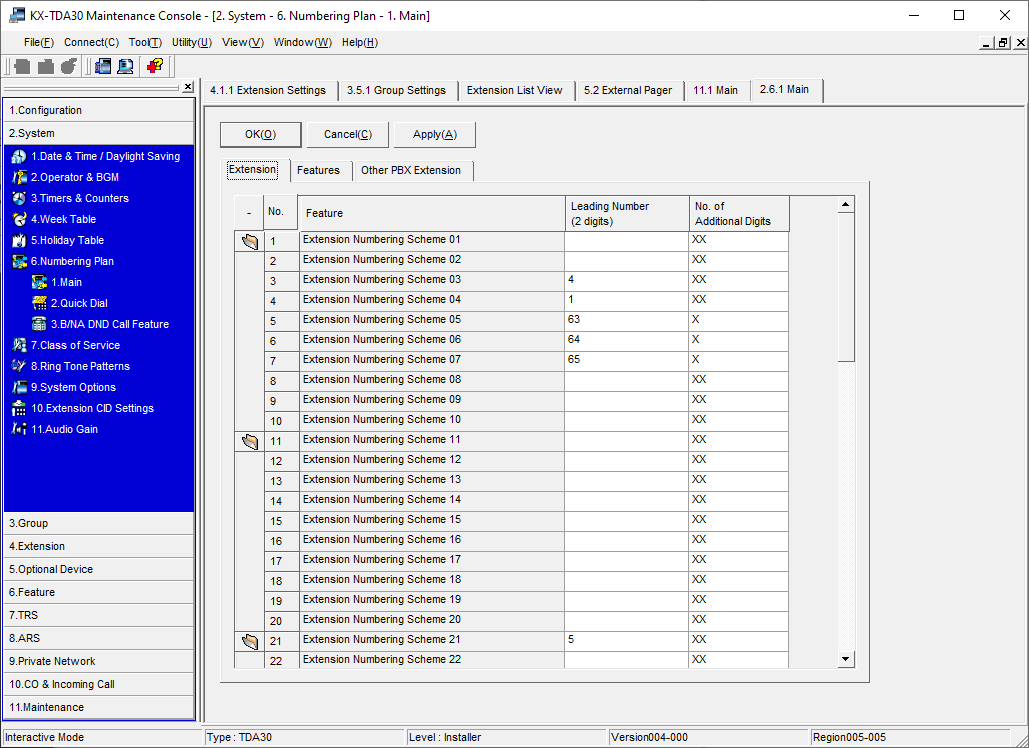 KX-TDA30 Maintenance Console - [2. System - 6. Numbering Plan - 1. Main]
File(F) Connect(C) Tool(T) Utility(U) View(V) Window(W) Help(H)
4.1.1 Extension Settings 3.5.1 Group Settings Extension List View 5.2 External Pager 11.1 Main 2.6.1 Main
1.Configuration
2.System
1.Date & Time / Daylight Saving
2.Operator & BGM
3.Timers & Counters
4.Week Table
5.Holiday Table
6.Numbering Plan
1.Main
2.Quick Dial
3.B/NA DND Call Feature
7.Class of Service
8.Ring Tone Patterns
9.System Options
10.Extension CID Settings
11.Audio Gain
3.Group
4.Extension
5.Optional Device
6.Feature
7.TRS
8.ARS
9.Private Network
10.CO & Incoming Call
11.Maintenance
OK(O) Cancel(C) Apply(A)
Extension Features Other PBX Extension
- No. Feature Leading Number
(2 digits) No. of
Additional Digits
1 Extension Numbering Scheme 01 XX
2 Extension Numbering Scheme 02 XX
3 Extension Numbering Scheme 03 4 XX
4 Extension Numbering Scheme 04 1 XX
5 Extension Numbering Scheme 05 63 X
6 Extension Numbering Scheme 06 64 X
7 Extension Numbering Scheme 07 65 X
8 Extension Numbering Scheme 08 XX
9 Extension Numbering Scheme 09 XX
10 Extension Numbering Scheme 10 XX
11 Extension Numbering Scheme 11 XX
12 Extension Numbering Scheme 12 XX
13 Extension Numbering Scheme 13 XX
14 Extension Numbering Scheme 14 XX
15 Extension Numbering Scheme 15 XX
16 Extension Numbering Scheme 16 XX
17 Extension Numbering Scheme 17 XX
18 Extension Numbering Scheme 18 XX
19 Extension Numbering Scheme 19 XX
20 Extension Numbering Scheme 20 XX
21 Extension Numbering Scheme 21 5 XX
22 Extension Numbering Scheme 22 XX
Interactive Mode Type : TDA30 Level : Installer Version004-000 Region005-005